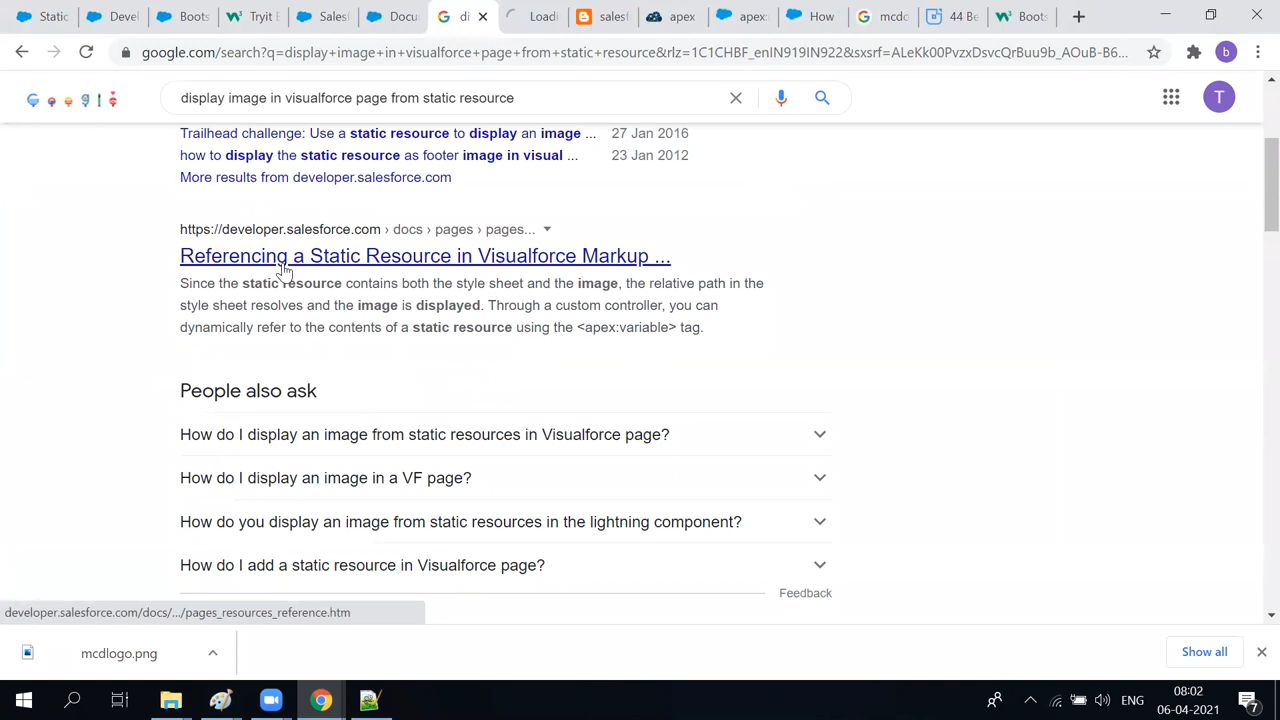 Static
Devel
Boots
Tryit E
Salesf
Docu
di
Loadi
salesf
apex
apex:
How
mcdo
44 Be
Boots
google.com/search?q=display+image+in+visualforce+page+from+static+resource&rlz=1C1CHBF_enIN919IN922&sxsrf=ALeKk00PvzxDsvcQrBuu9b_AOuB-B6...
b
Google
display image in visualforce page from static resource
T
Trailhead challenge: Use a static resource to display an image ... 27 Jan 2016
how to display the static resource as footer image in visual ... 23 Jan 2012
More results from developer.salesforce.com
https://developer.salesforce.com › docs › pages › pages...
Referencing a Static Resource in Visualforce Markup ...
Since the static resource contains both the style sheet and the image, the relative path in the
style sheet resolves and the image is displayed. Through a custom controller, you can
dynamically refer to the contents of a static resource using the <apex:variable> tag.
People also ask
How do I display an image from static resources in Visualforce page?
How do I display an image in a VF page?
How do you display an image from static resources in the lightning component?
How do I add a static resource in Visualforce page?
Feedback
developer.salesforce.com/docs/.../pages_resources_reference.htm
mcdlogo.png
Show all
ENG
08:02
06-04-2021
7